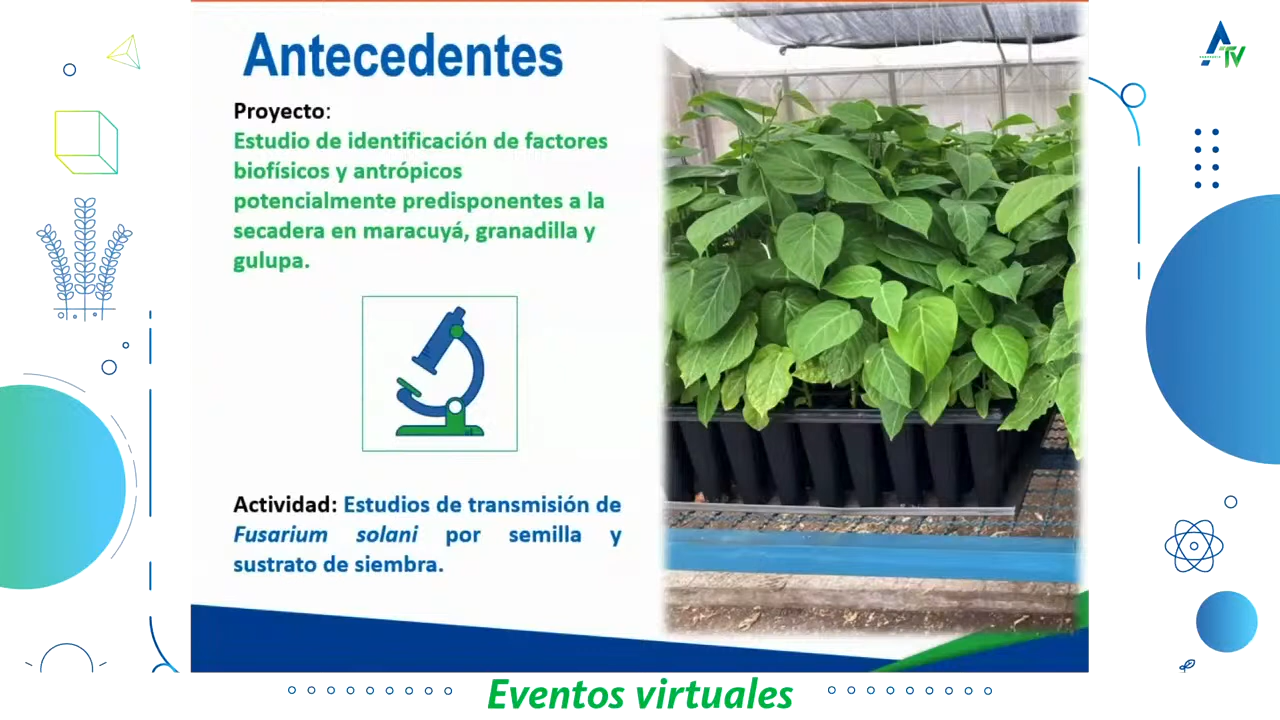 Antecedentes
Proyecto:
Estudio de identificación de factores
biofísicos y antrópicos
potencialmente predisponentes a la
secadera en maracuyá, granadilla y
gulupa.
Actividad: Estudios de transmisión de
Fusarium solani por semilla y
sustrato de siembra.
ATV
Eventos virtuales